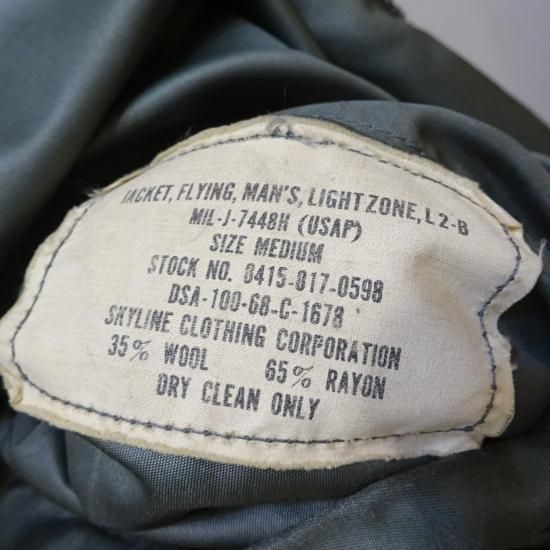 JACKET, FLYING, MAN'S, LIGHT ZONE, L2-B
MIL-J-7448H (USAF)
SIZE MEDIUM
STOCK NO. 8415-817-0598
DSA-100-68-C-1678
SKYLINE CLOTHING CORPORATION
35% WOOL 65% RAYON
DRY CLEAN ONLY